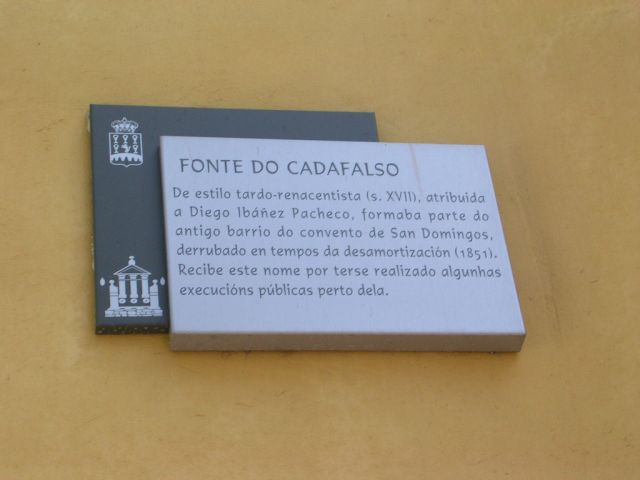 FONTE DO CADAFALSO
De estilo tardo-renacentista (s. XVII), atribuida
a Diego Ibáñez Pacheco, formaba parte do
antigo barrio do convento de San Domingos,
derrubado en tempos da desamortización (1851).
Recibe este nome por terse realizado algunhas
execucións públicas perto dela.